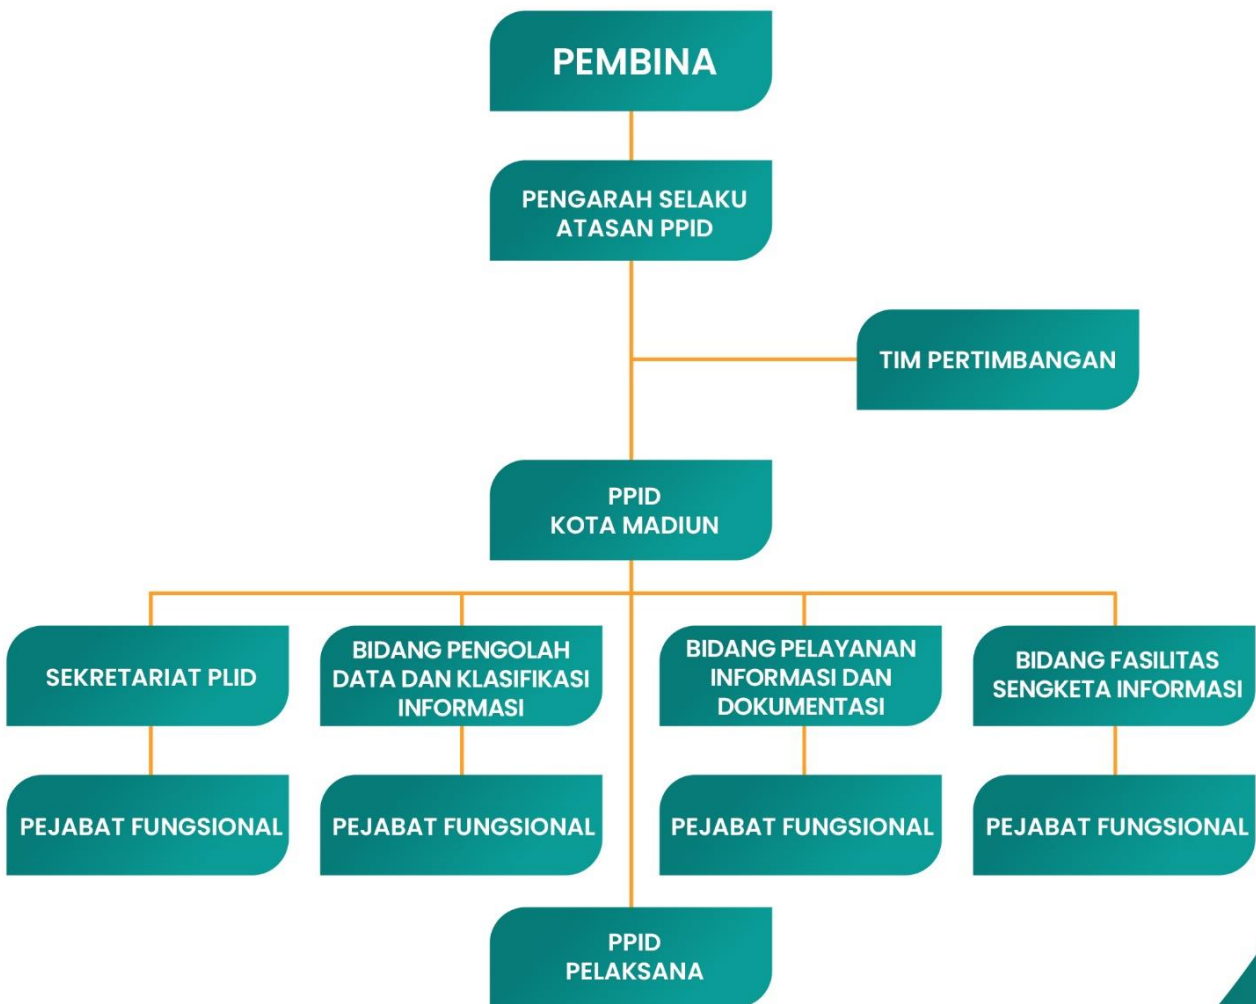 PEMBINA
PENGARAH SELAKU
ATASAN PPID
TIM PERTIMBANGAN
PPID
KOTA MADIUN
SEKRETARIAT PLID
BIDANG PENGOLAH
DATA DAN KLASIFIKASI
INFORMASI
BIDANG PELAYANAN
INFORMASI DAN
DOKUMENTASI
BIDANG FASILITAS
SENGKETA INFORMASI
PEJABAT FUNGSIONAL
PEJABAT FUNGSIONAL
PEJABAT FUNGSIONAL
PEJABAT FUNGSIONAL
PPID
PELAKSANA